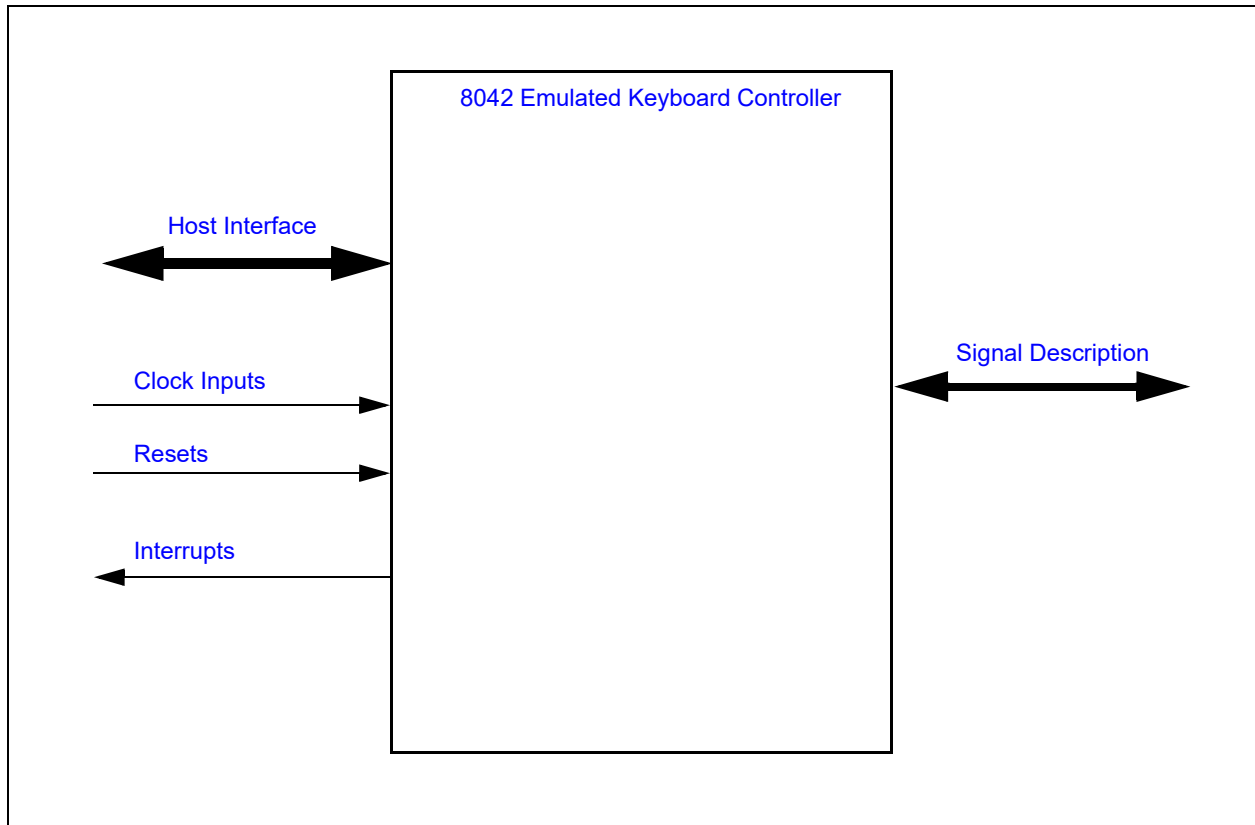 8042 Emulated Keyboard Controller
Host Interface
Signal Description
Clock Inputs
Resets
Interrupts